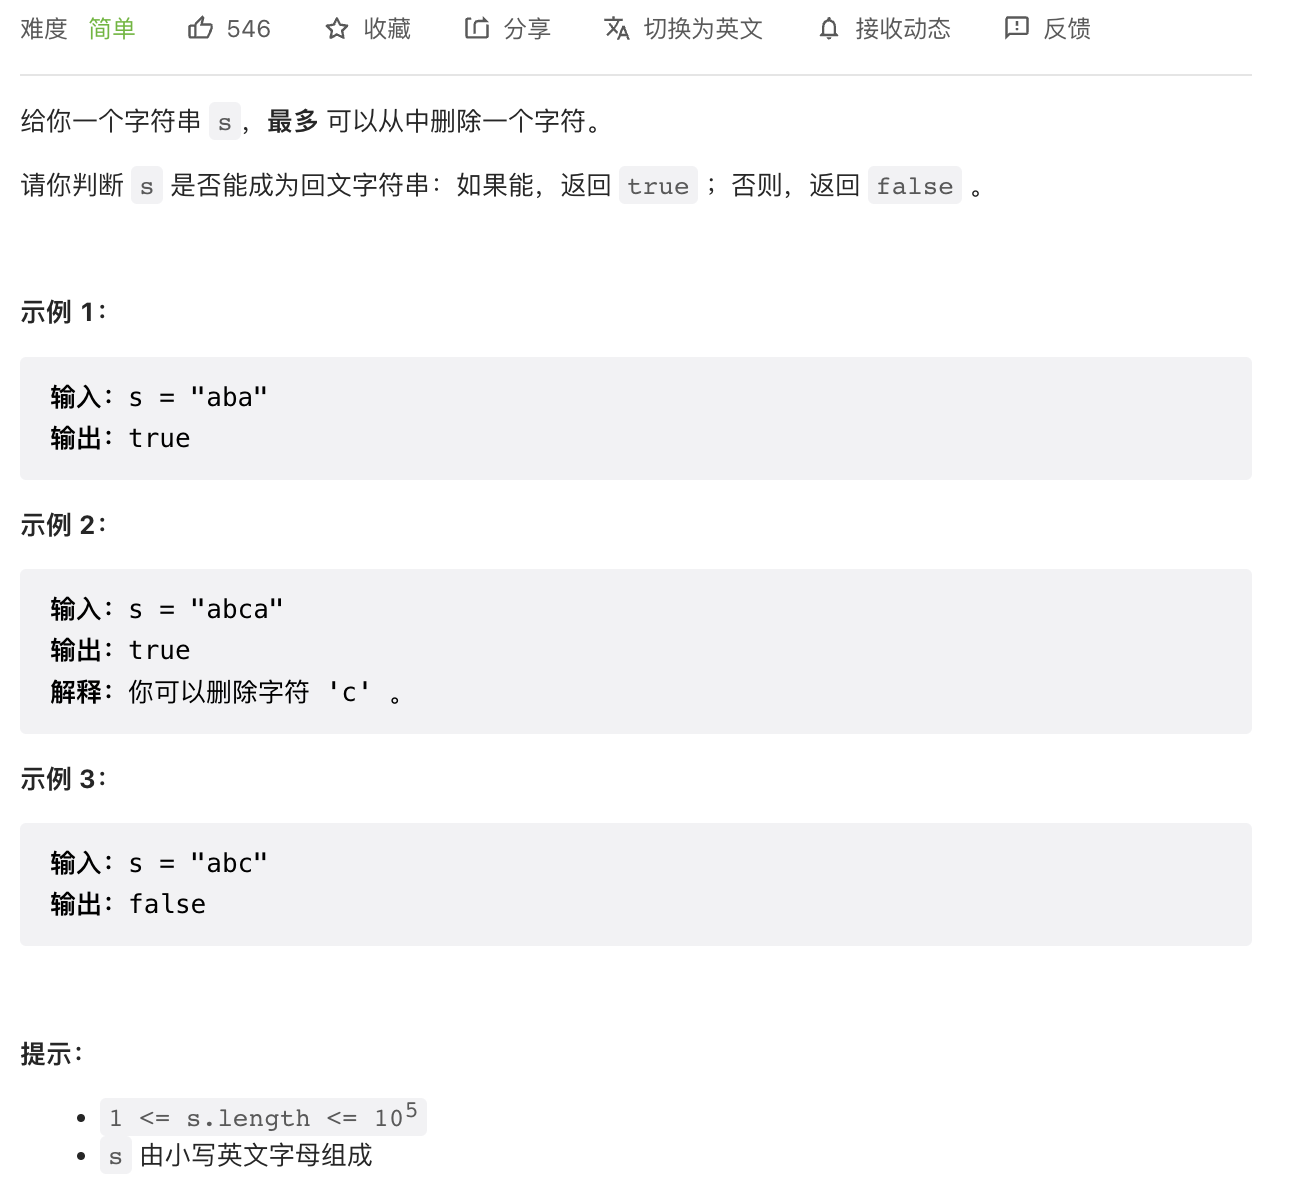 难度 简单 546 收藏 分享 切换为英文 接收动态 反馈
给你一个字符串 s，最多 可以从中删除一个字符。
请你判断 s 是否能成为回文字符串：如果能，返回 true ；否则，返回 false 。
示例 1：
输入：s = "aba"
输出：true
示例 2：
输入：s = "abca"
输出：true
解释：你可以删除字符 'c' 。
示例 3：
输入：s = "abc"
输出：false
提示：
• 1 <= s.length <= 10⁵
• s 由小写英文字母组成